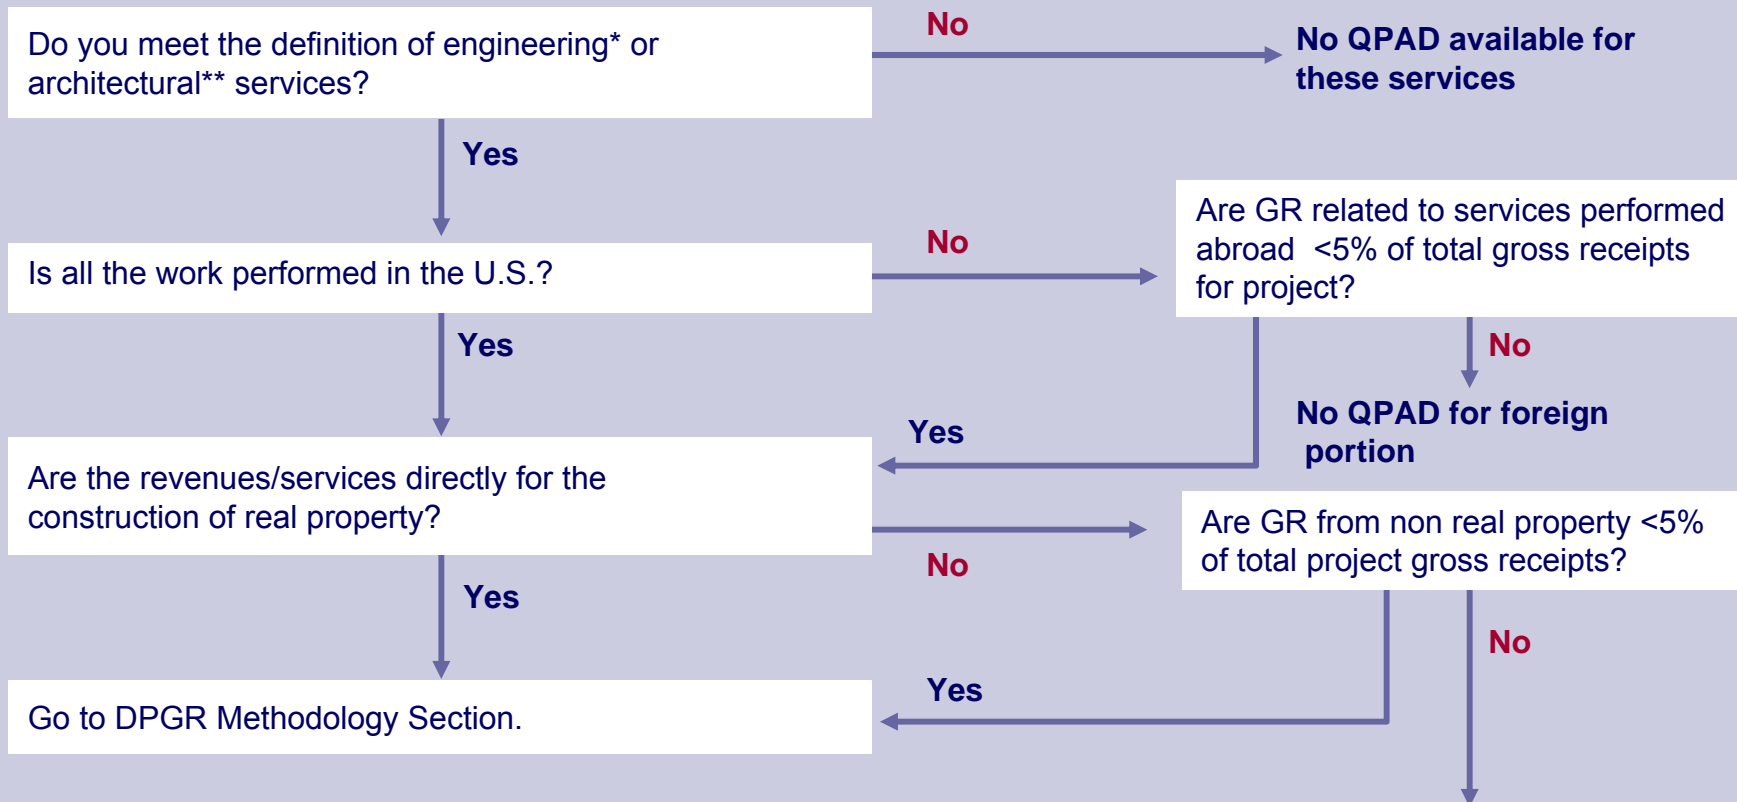 Do you meet the definition of engineering* or
architectural** services?
No
No QPAD available for
these services
Yes
Is all the work performed in the U.S.?
No
Are GR related to services performed
abroad <5% of total gross receipts
for project?
Yes
No
No QPAD for foreign
portion
Yes
Are the revenues/services directly for the
construction of real property?
No
Are GR from non real property <5%
of total project gross receipts?
Yes
No
Yes
Go to DPGR Methodology Section.